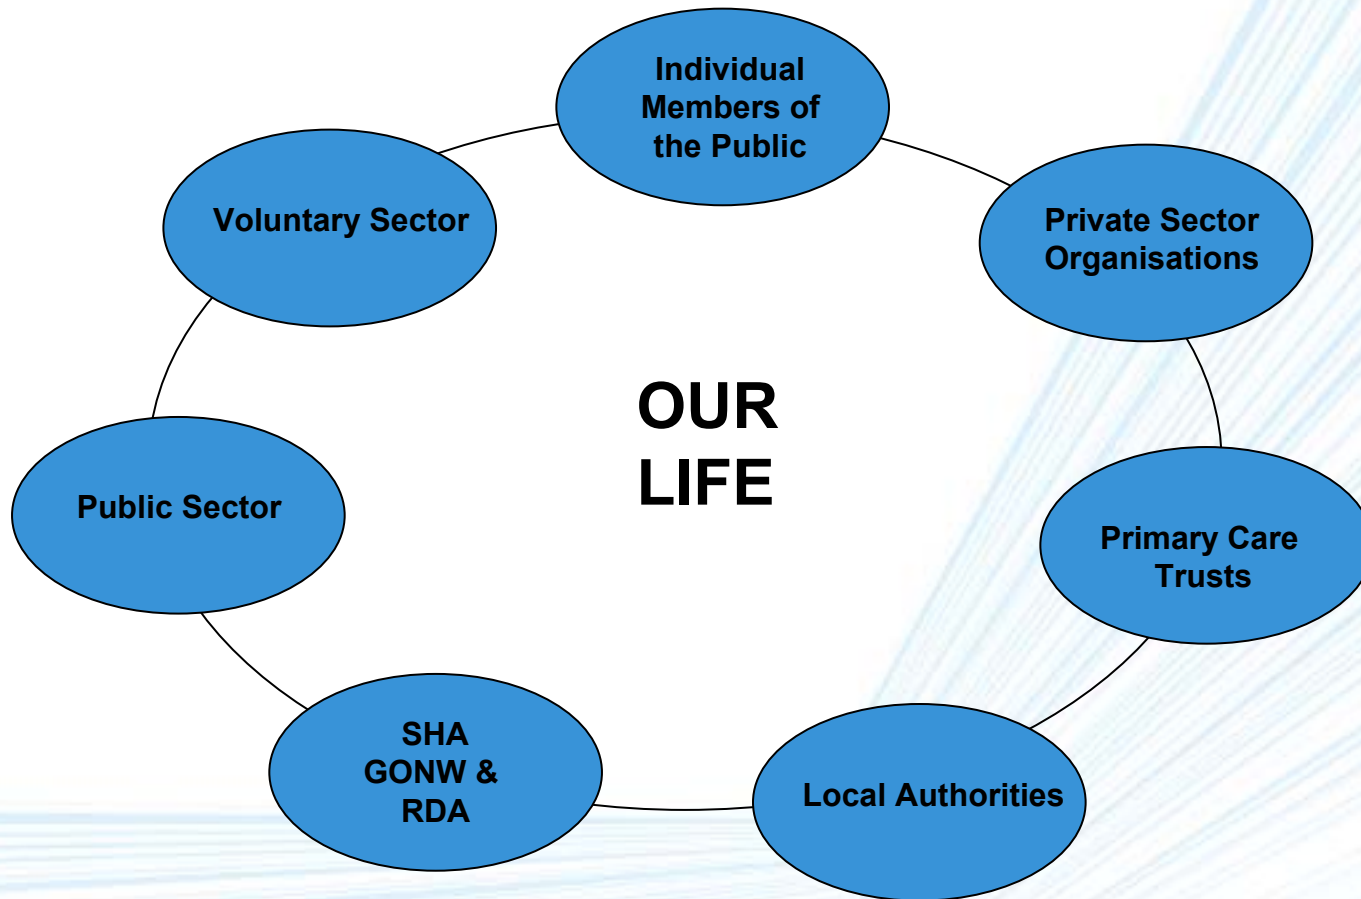 Individual
Members of
the Public
Voluntary Sector
Private Sector
Organisations
OUR
LIFE
Public Sector
Primary Care
Trusts
SHA
GONW &
RDA
Local Authorities